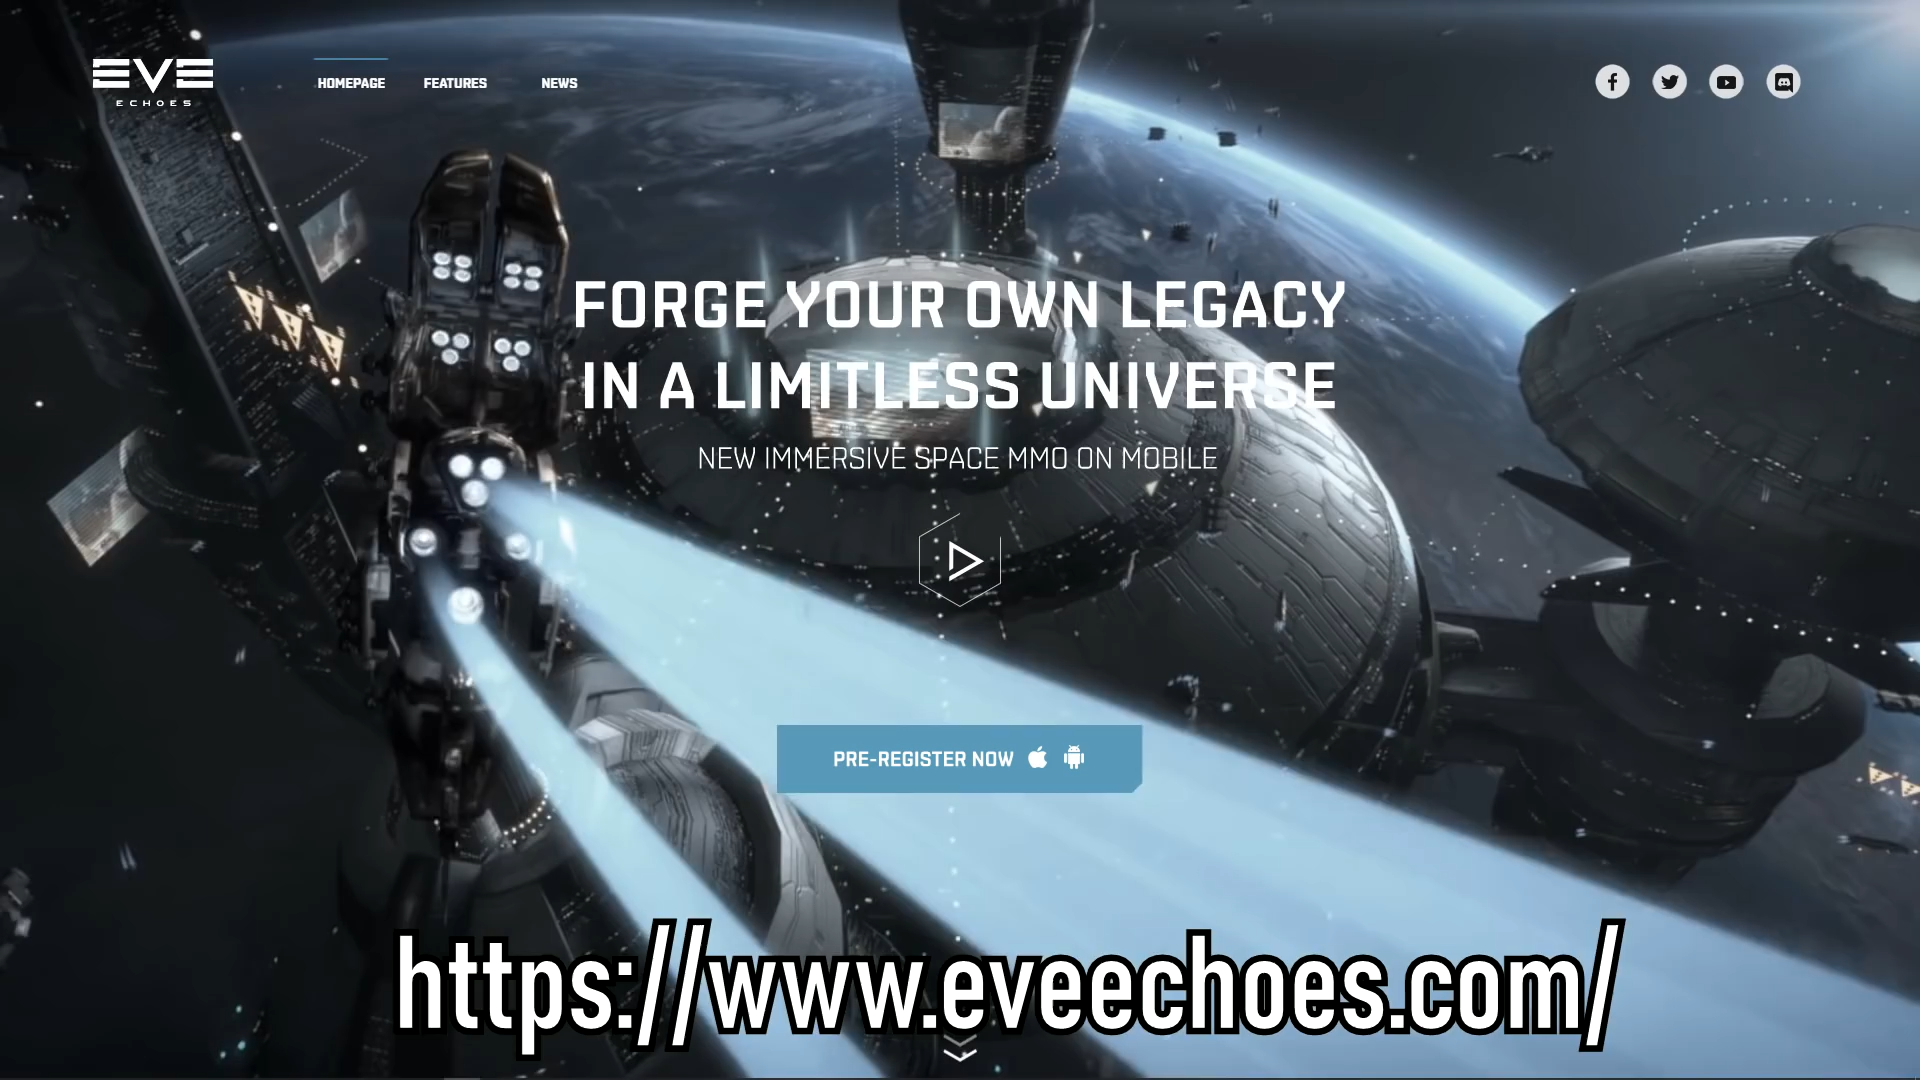 EVE
ECHOES
HOMEPAGE
FEATURES
NEWS
FORGE YOUR OWN LEGACY
IN A LIMITLESS UNIVERSE
NEW IMMERSIVE SPACE MMO ON MOBILE
PRE-REGISTER NOW
https://www.eveechoes.com/